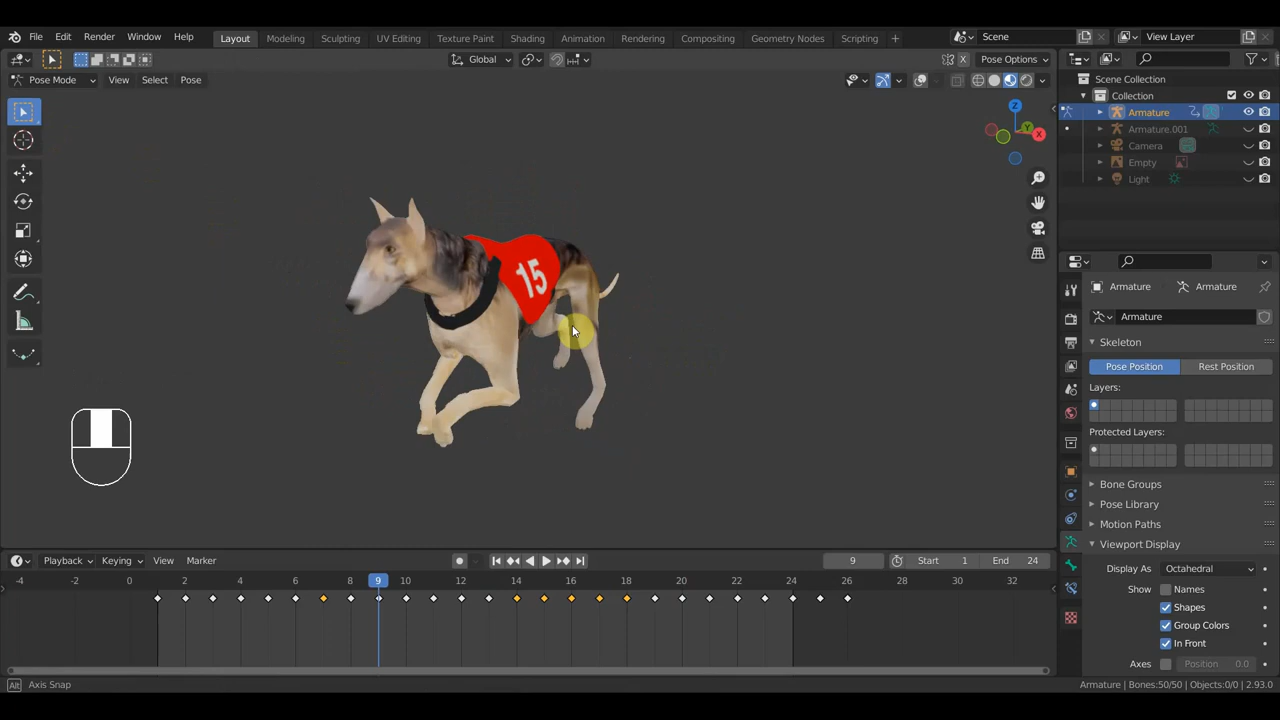 File Edit Render Window Help Layout Modeling Sculpting UV Editing Texture Paint Shading Animation Rendering Compositing Geometry Nodes Scripting + Scene View Layer
Global Pose Options
Pose Mode View Select Pose X
Scene Collection
Collection
Armature
Armature.001
Camera
Empty
Light
Z
Y
X
15
Armature Armature
Armature
Skeleton
Pose Position Rest Position
Layers:
Protected Layers:
Bone Groups
Pose Library
Motion Paths
Viewport Display
Display As Octahedral
Show Names
Shapes
Group Colors
In Front
Axes Position 0.0
Playback Keying View Marker 9 Start 1 End 24
-4 -2 0 2 4 6 8 9 10 12 14 16 18 20 22 24 26 28 30 32
Alt Axis Snap Armature | Bones:50/50 | Objects:0/0 | 2.93.0